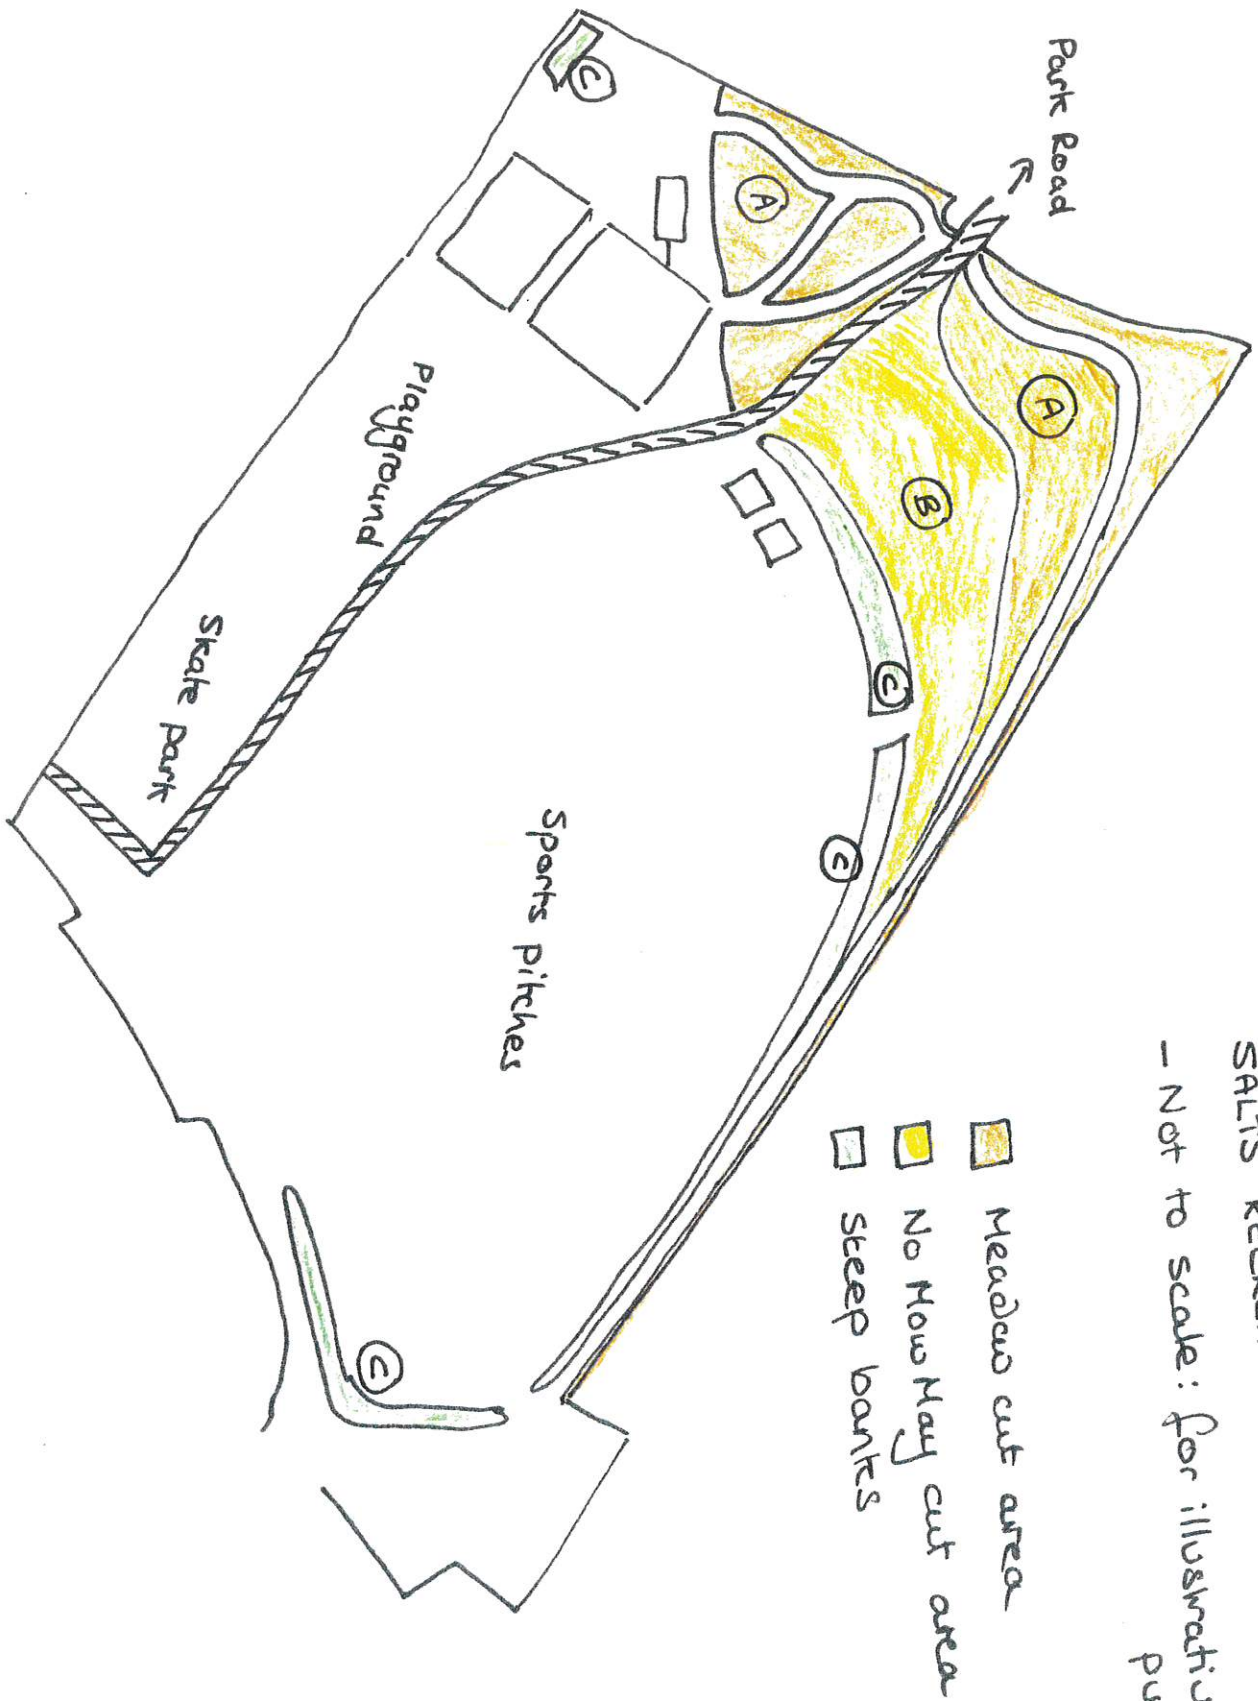 SALTS
- Not to scale: for
Meadow cut area
No Mow May cut area
Steep banks
Park Road
A
A
B
C
C
C
C
Sports pitches
Playground
Skate park